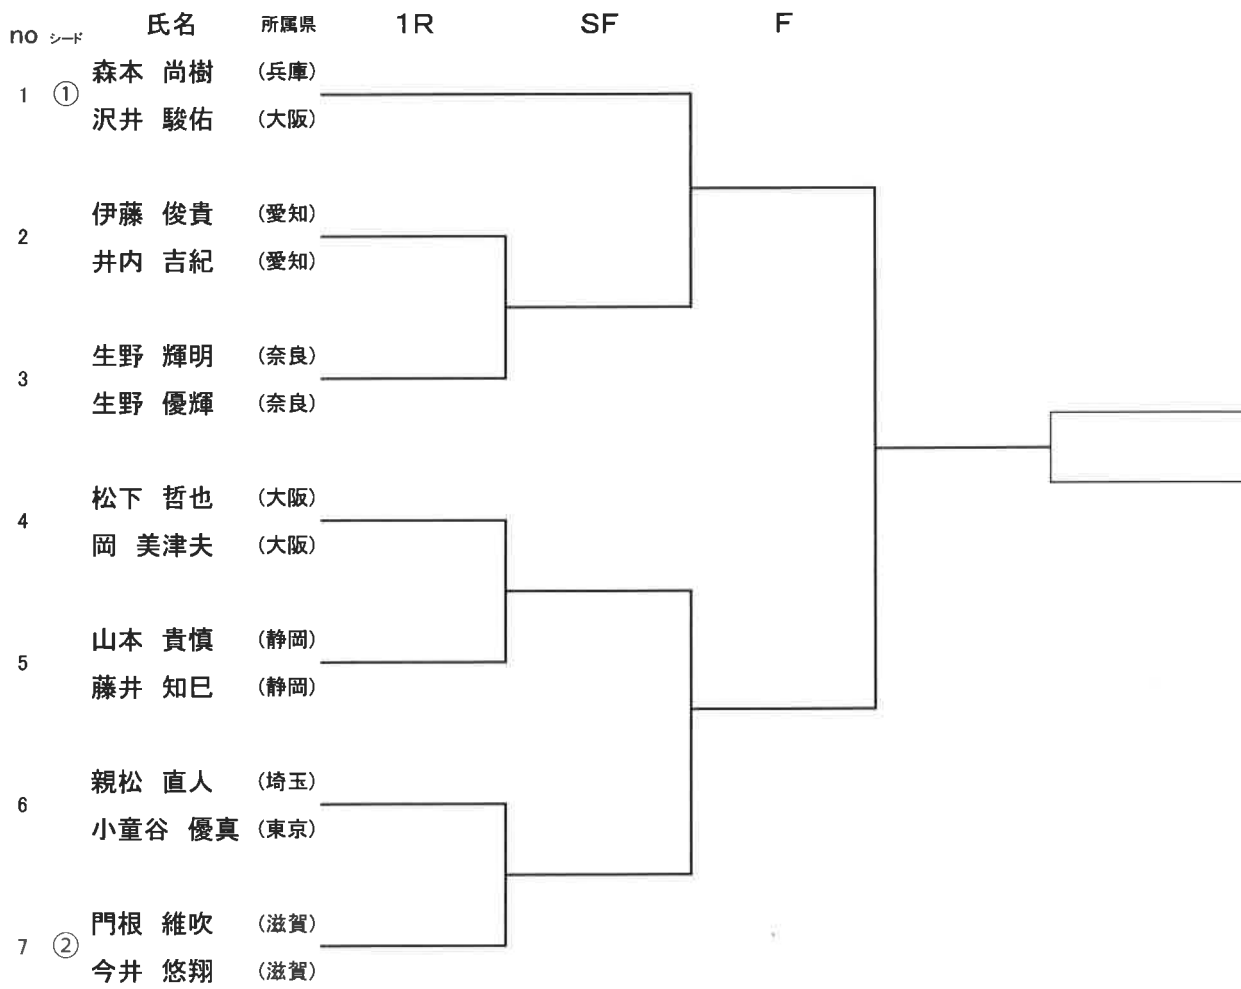 no シード 氏名 所属県 1R SF F
森本 尚樹 (兵庫)
1 ①
沢井 駿佑 (大阪)
伊藤 俊貴 (愛知)
2
井内 吉紀 (愛知)
生野 輝明 (奈良)
3
生野 優輝 (奈良)
松下 哲也 (大阪)
4
岡 美津夫 (大阪)
山本 貴慎 (静岡)
5
藤井 知巳 (静岡)
親松 直人 (埼玉)
6
小童谷 優真 (東京)
門根 維吹 (滋賀)
7 ②
今井 悠翔 (滋賀)